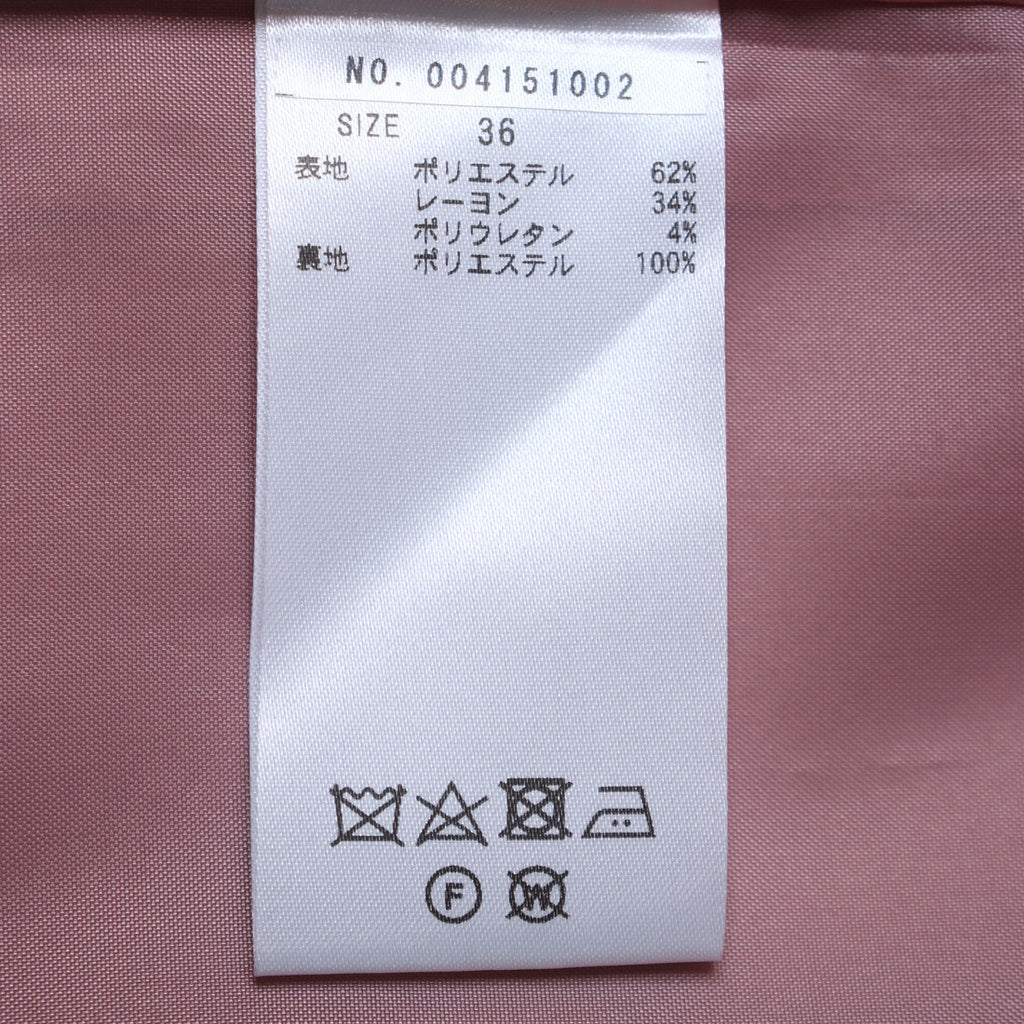 NO. 004151002
SIZE 36
表地 ポリエステル 62%
レーヨン 34%
ポリウレタン 4%
裏地 ポリエステル 100%
F W